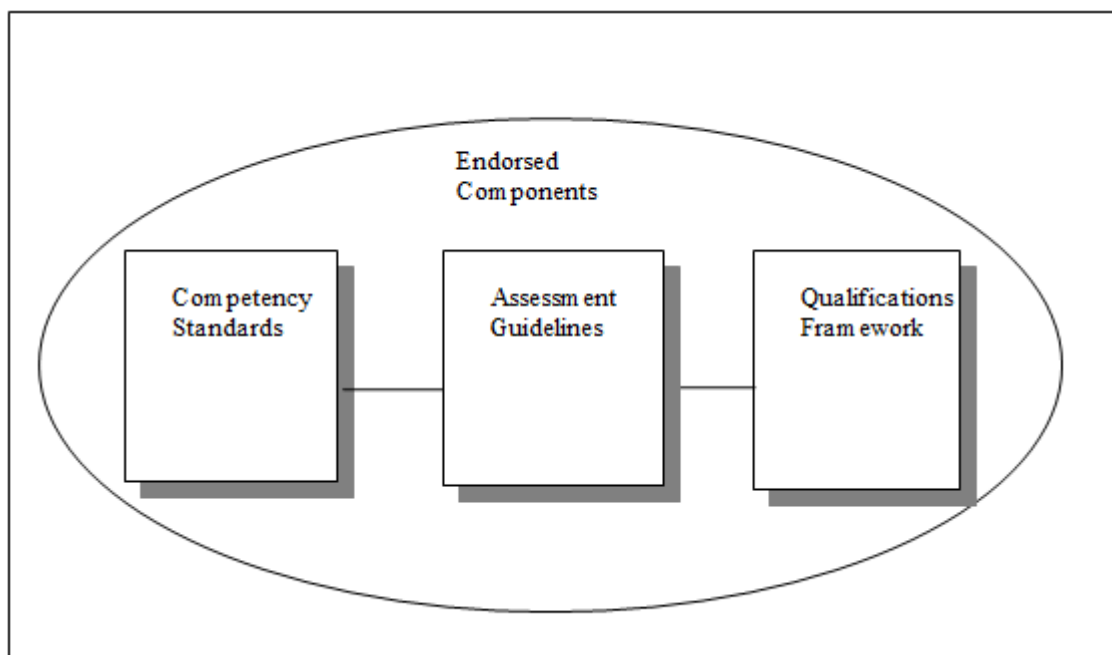 Endorsed
Components
Competency
Standards
Assessment
Guidelines
Qualifications
Framework